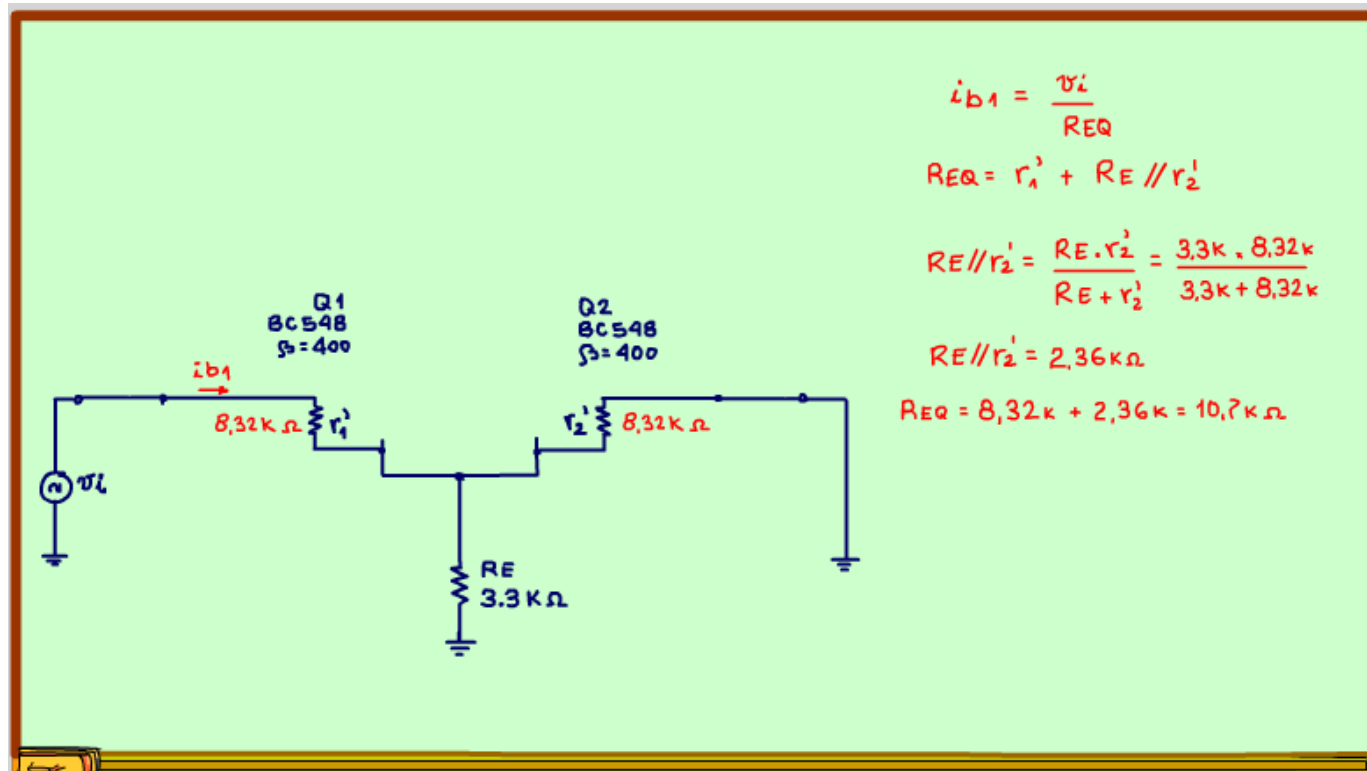 ib1 = vi / REQ
REQ = r1' + RE // r2'
RE // r2' = RE . r2' / RE + r2' = 3,3K . 8,32K / 3,3K + 8,32K
RE // r2' = 2,36KΩ
REQ = 8,32K + 2,36K = 10,7KΩ
Q1
BC548
β=400
Q2
BC548
β=400
ib1
8,32KΩ r1'
r2' 8,32KΩ
vi
RE
3.3KΩ